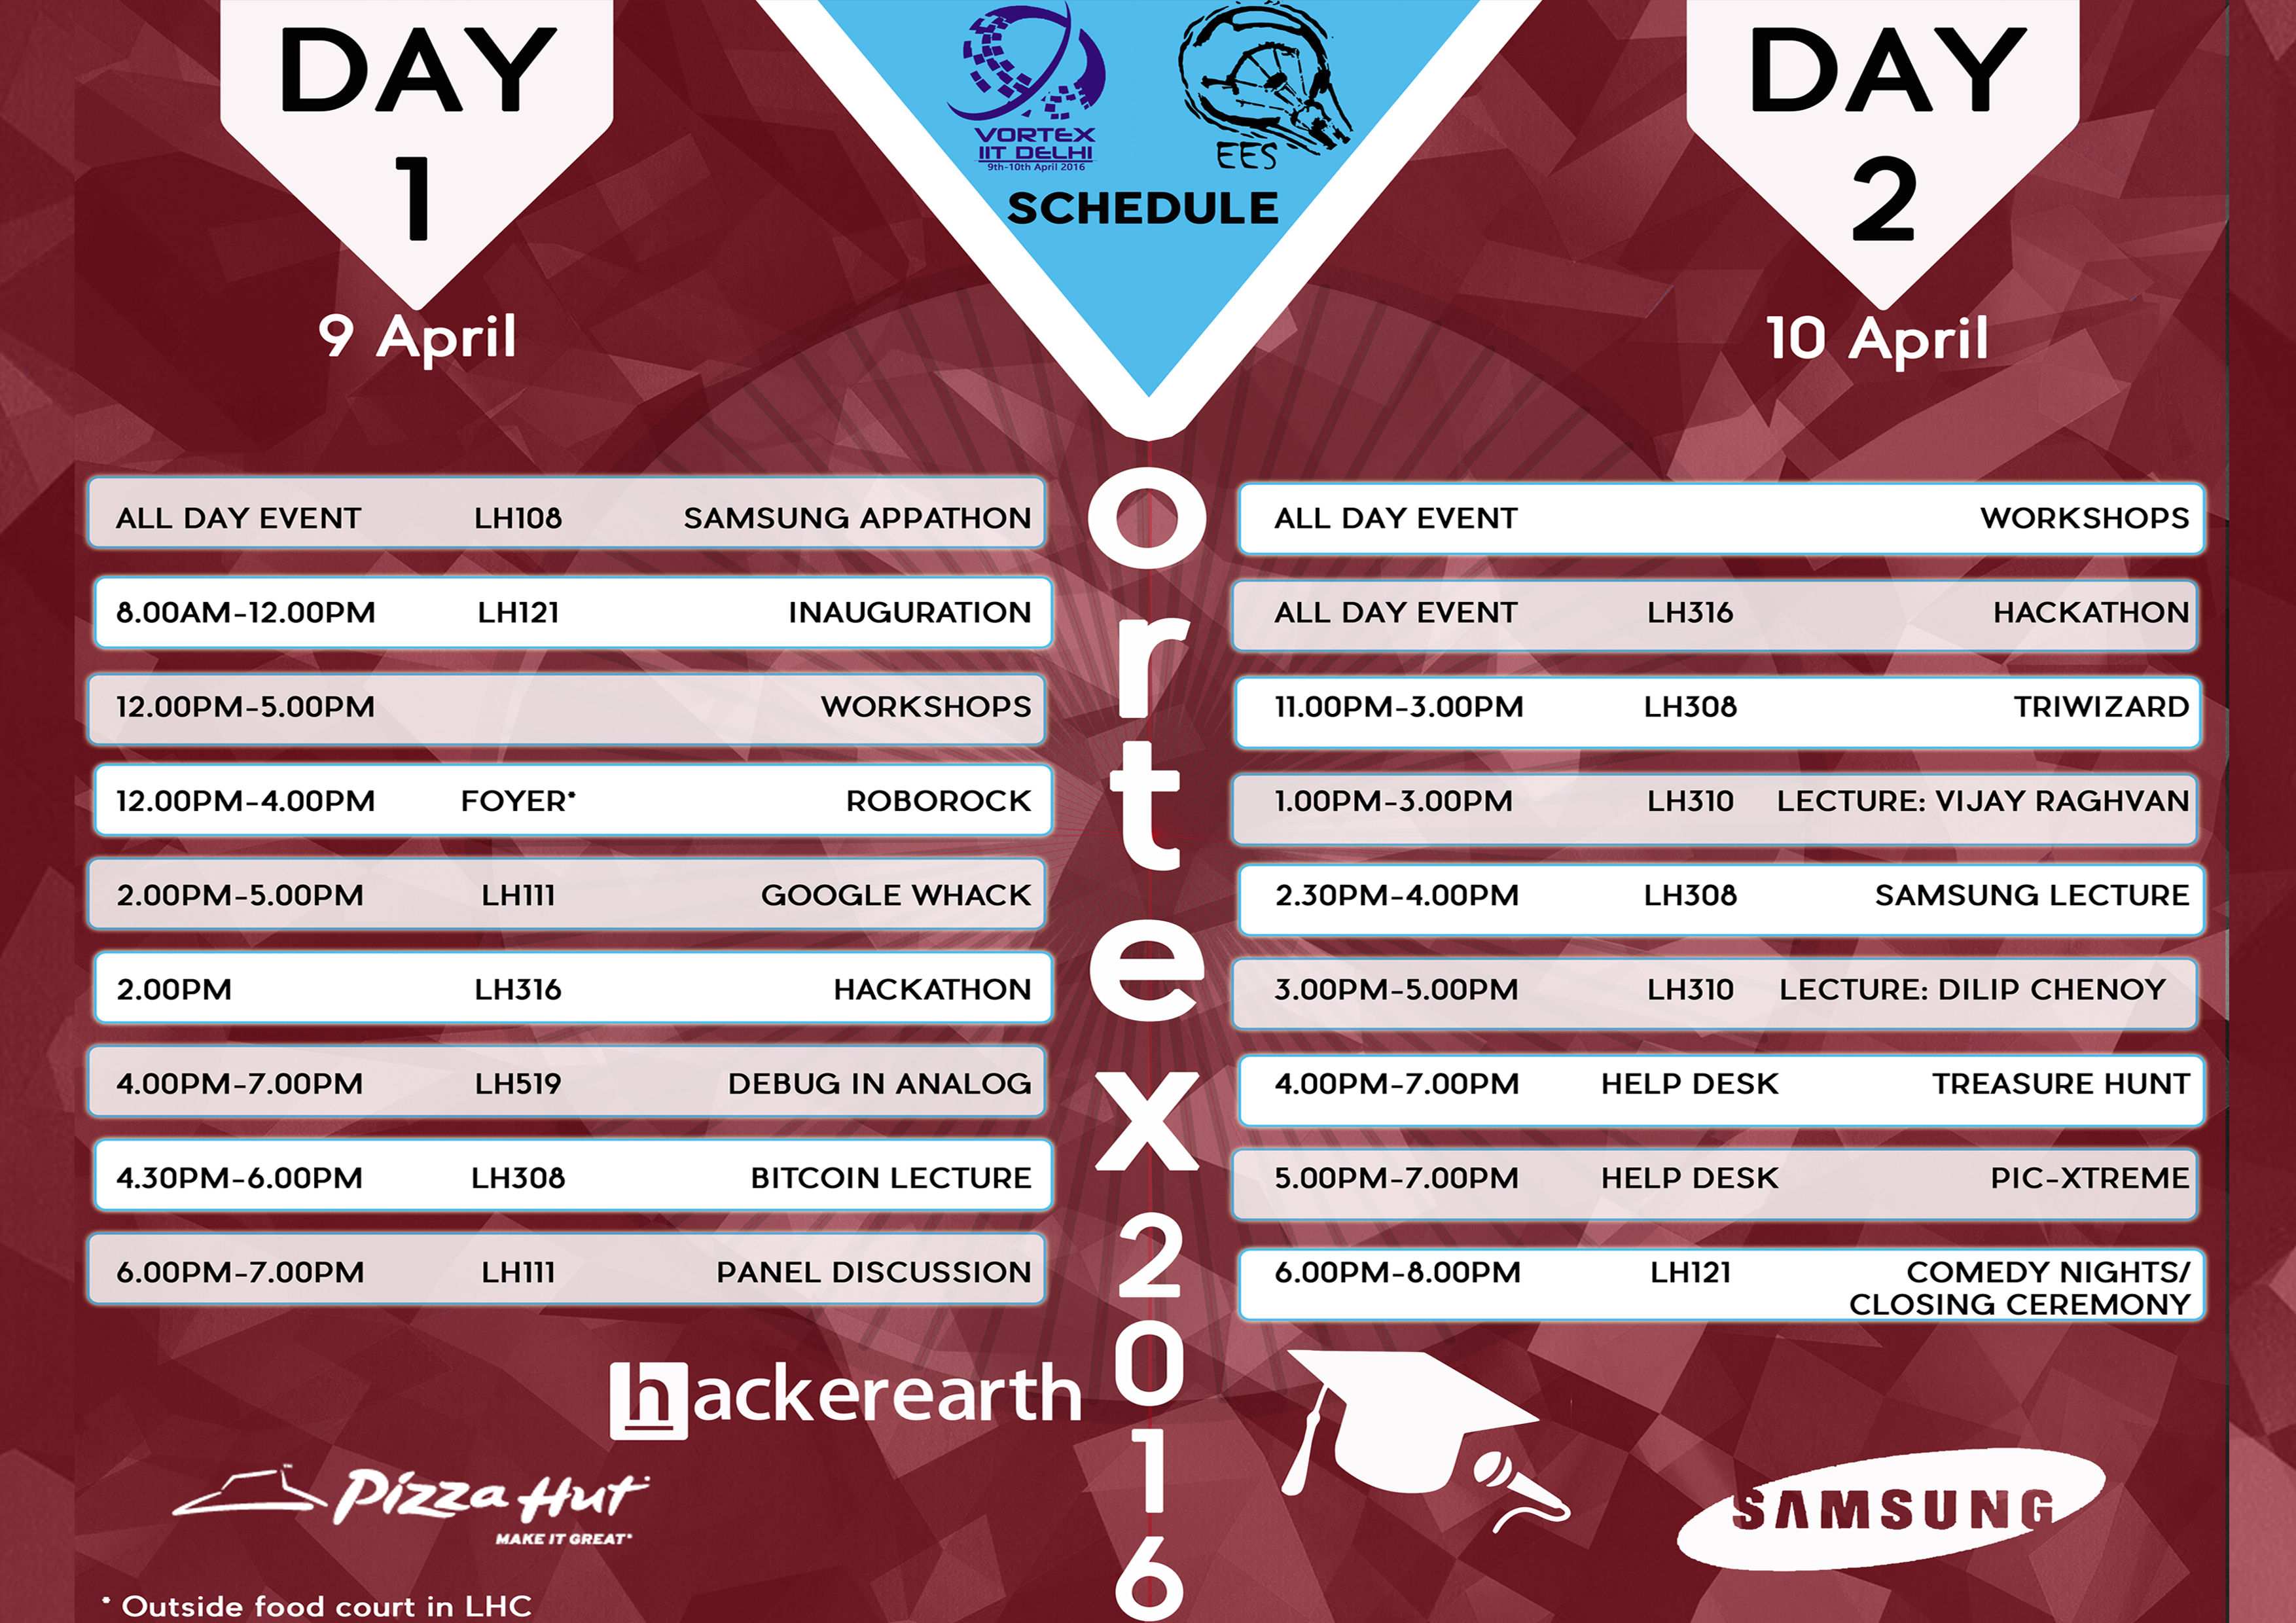 DAY
1
9 April
VORTEX
IIT DELHI
9th-10th April 2016
EES
SCHEDULE
DAY
2
10 April
ortex2016
ALL DAY EVENT LH108 SAMSUNG APPATHON
8.00AM-12.00PM LH121 INAUGURATION
12.00PM-5.00PM WORKSHOPS
12.00PM-4.00PM FOYER* ROBOROCK
2.00PM-5.00PM LH111 GOOGLE WHACK
2.00PM LH316 HACKATHON
4.00PM-7.00PM LH519 DEBUG IN ANALOG
4.30PM-6.00PM LH308 BITCOIN LECTURE
6.00PM-7.00PM LH111 PANEL DISCUSSION
ALL DAY EVENT WORKSHOPS
ALL DAY EVENT LH316 HACKATHON
11.00PM-3.00PM LH308 TRIWIZARD
1.00PM-3.00PM LH310 LECTURE: VIJAY RAGHVAN
2.30PM-4.00PM LH308 SAMSUNG LECTURE
3.00PM-5.00PM LH310 LECTURE: DILIP CHENOY
4.00PM-7.00PM HELP DESK TREASURE HUNT
5.00PM-7.00PM HELP DESK PIC-XTREME
6.00PM-8.00PM LH121 COMEDY NIGHTS/
CLOSING CEREMONY
hackerearth
Pizza Hut
MAKE IT GREAT*
SAMSUNG
* Outside food court in LHC